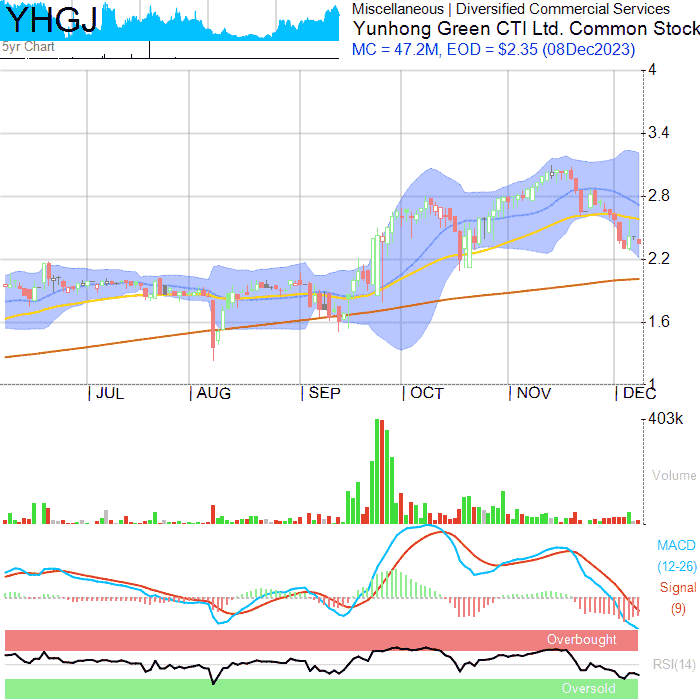 YHGJ
5yr Chart
Miscellaneous | Diversified Commercial Services
Yunhong Green CTI Ltd. Common Stock
MC = 47.2M, EOD = $2.35 (08Dec2023)
4
3.4
2.8
2.2
1.6
1
JUL AUG SEP OCT NOV DEC
403k
Volume
MACD
(12-26)
Signal
(9)
Overbought
RSI(14)
Oversold